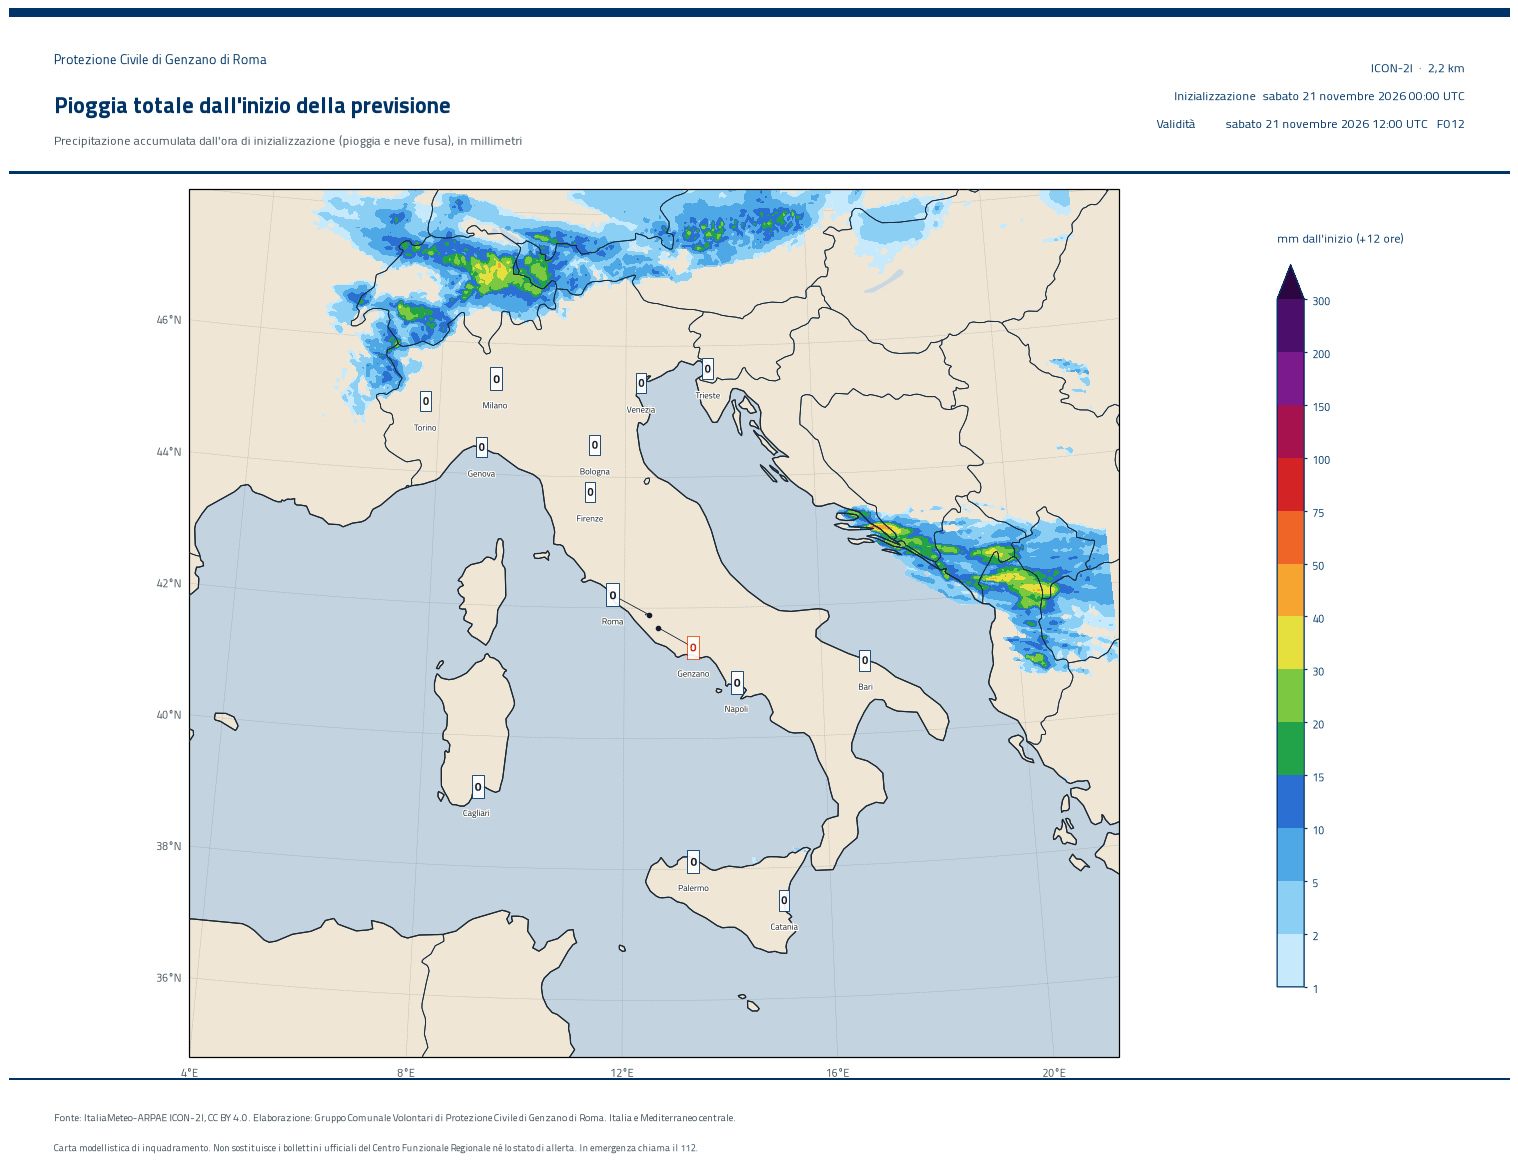 Protezione Civile di Genzano di Roma
Pioggia totale dall'inizio della previsione
Precipitazione accumulata dall'ora di inizializzazione (pioggia e neve fusa), in millimetri
ICON-2I · 2,2 km
Inizializzazione sabato 21 novembre 2026 00:00 UTC
Validità sabato 21 novembre 2026 12:00 UTC F012
mm dall'inizio (+12 ore)
300
200
150
100
75
50
40
30
20
15
10
5
2
1
46°N
44°N
42°N
40°N
38°N
36°N
4°E
8°E
12°E
16°E
20°E
0
Milano
0
Torino
0
Venezia
0
Trieste
0
Genova
0
Bologna
0
Firenze
0
Roma
0
Genzano
0
Napoli
0
Bari
0
Cagliari
0
Palermo
0
Catania
Fonte: ItaliaMeteo-ARPAE ICON-2I, CC BY 4.0. Elaborazione: Gruppo Comunale Volontari di Protezione Civile di Genzano di Roma. Italia e Mediterraneo centrale.
Carta modellistica di inquadramento. Non sostituisce i bollettini ufficiali del Centro Funzionale Regionale né lo stato di allerta. In emergenza chiama il 112.